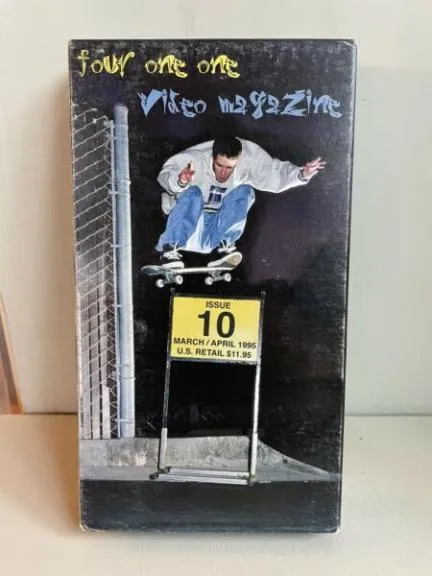 four one one
Video magaZine
ISSUE
10
MARCH / APRIL 1995
U.S. RETAIL $11.95